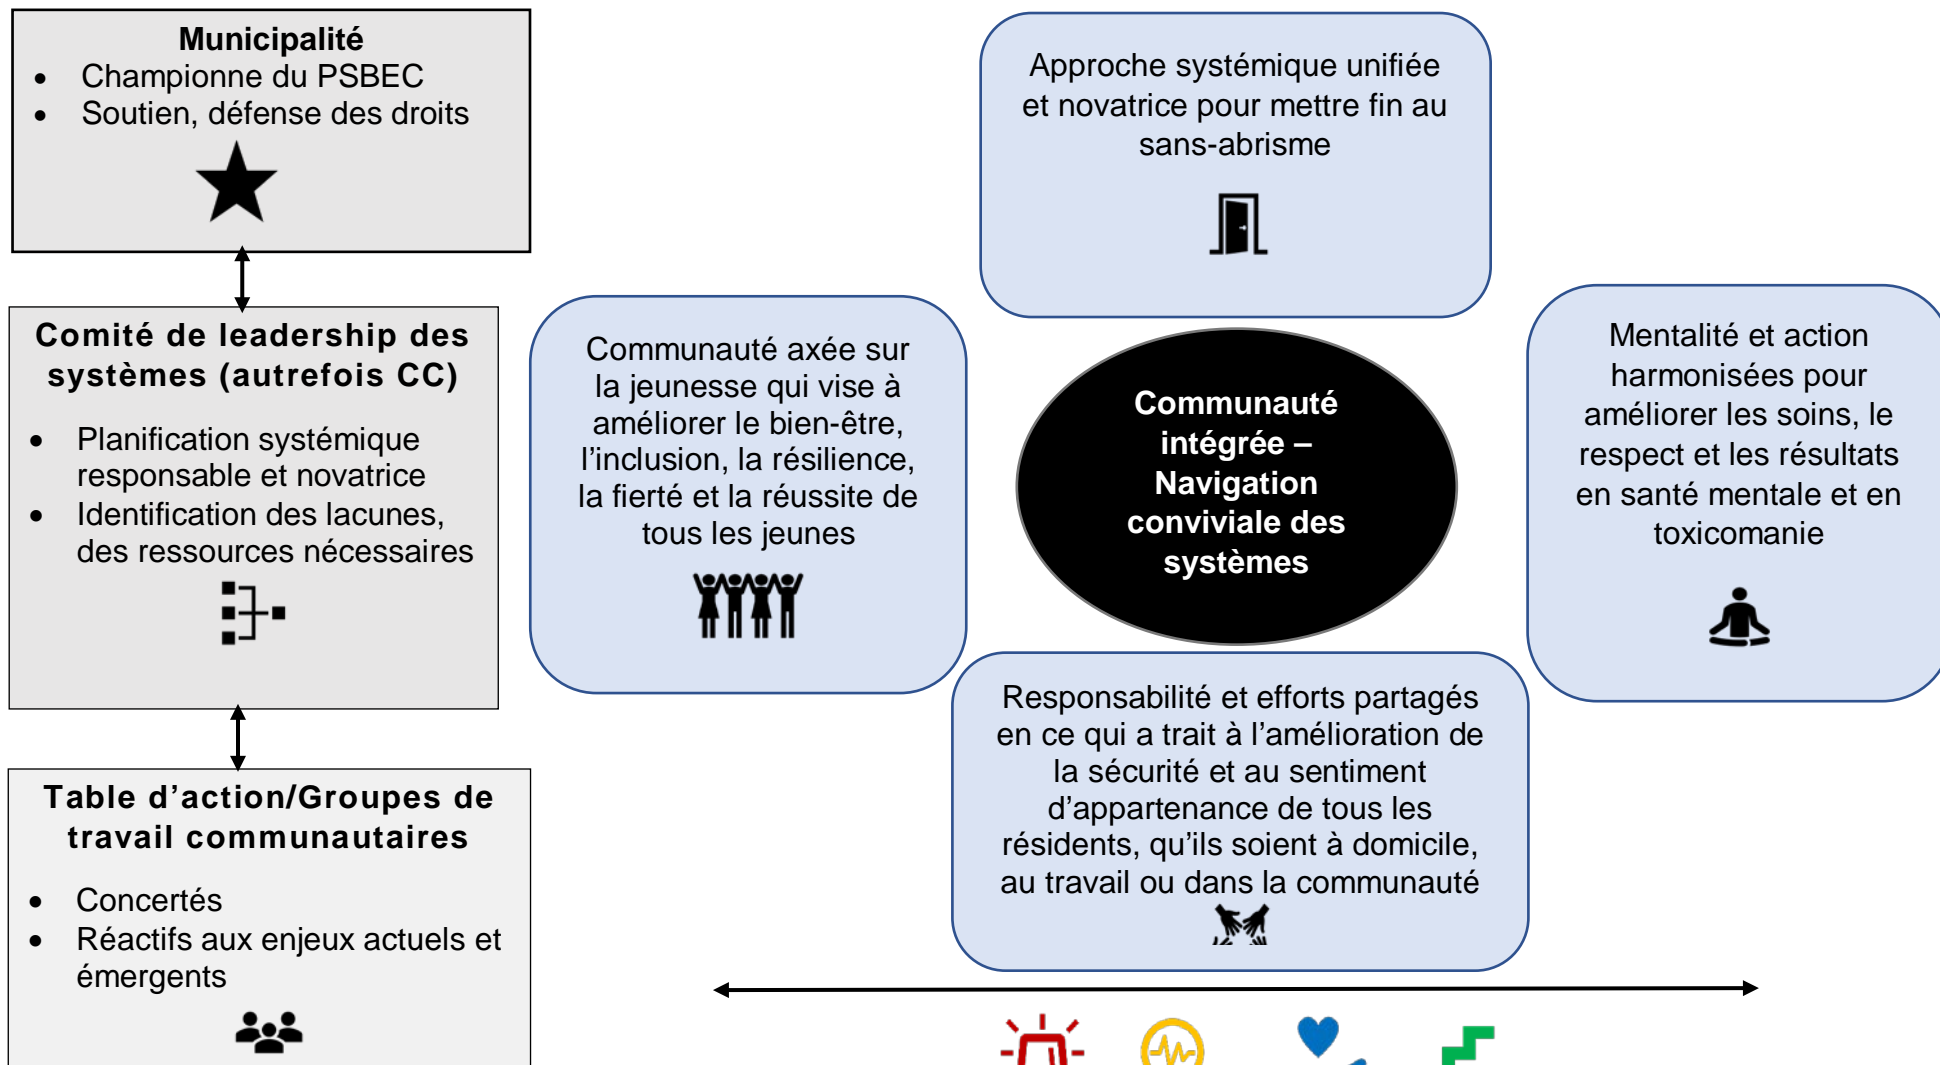 Municipalité
• Championne du PSBEC
• Soutien, défense des droits
Comité de leadership des
systèmes (autrefois CC)
• Planification systémique
responsable et novatrice
• Identification des lacunes,
des ressources nécessaires
Table d’action/Groupes de
travail communautaires
• Concertés
• Réactifs aux enjeux actuels et
émergents
Approche systémique unifiée
et novatrice pour mettre fin au
sans-abrisme
Communauté axée sur
la jeunesse qui vise à
améliorer le bien-être,
l’inclusion, la résilience,
la fierté et la réussite de
tous les jeunes
Communauté
intégrée –
Navigation
conviviale des
systèmes
Mentalité et action
harmonisées pour
améliorer les soins, le
respect et les résultats
en santé mentale et en
toxicomanie
Responsabilité et efforts partagés
en ce qui a trait à l’amélioration de
la sécurité et au sentiment
d’appartenance de tous les
résidents, qu’ils soient à domicile,
au travail ou dans la communauté